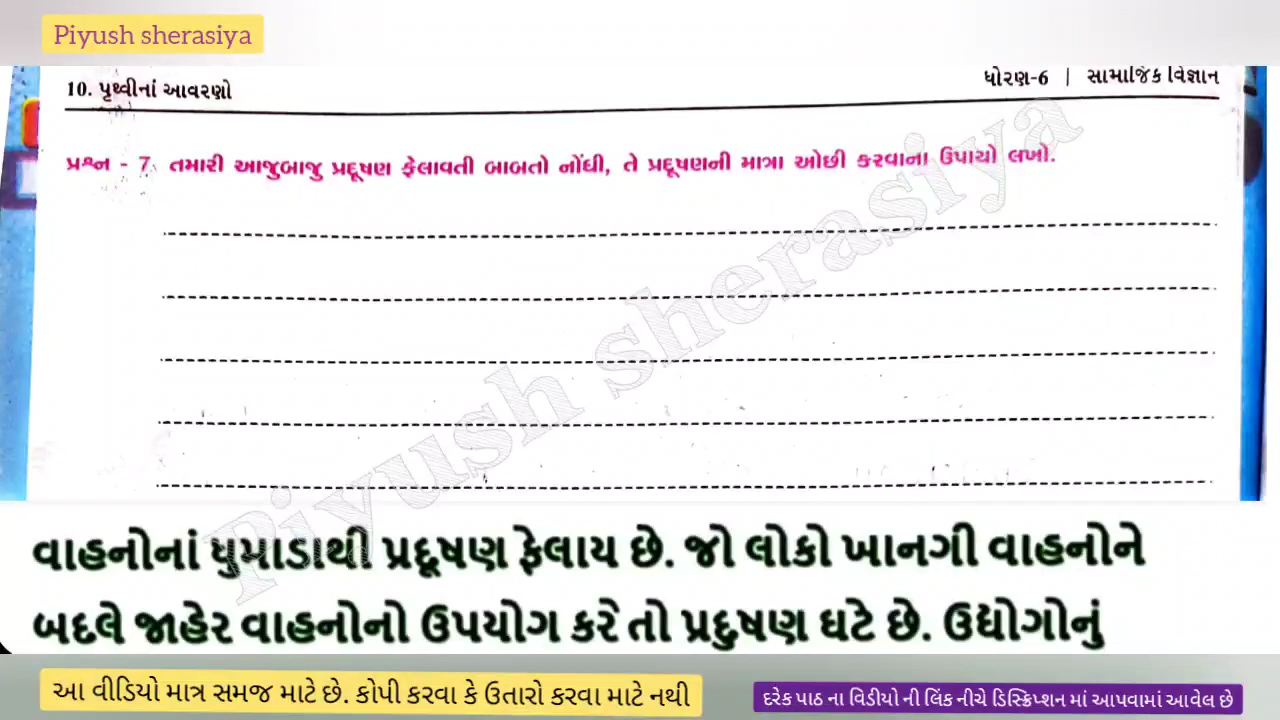 Piyush sherasiya
10. પૃથ્વીનાં આવરણો
ધોરણ-6 | સામાજિક વિજ્ઞાન
પ્રશ્ન - 7. તમારી આજુબાજુ પ્રદૂષણ ફેલાવતી બાબતો નોંધી, તે પ્રદૂષણની માત્રા ઓછી કરવાના ઉપાયો લખો.
Piyush sherasiya
વાહનોનાં ધુમાડાથી પ્રદૂષણ ફેલાય છે. જો લોકો ખાનગી વાહનોને
બદલે જાહેર વાહનોનો ઉપયોગ કરે તો પ્રદુષણ ઘટે છે. ઉદ્યોગોનું
આ વીડિયો માત્ર સમજ માટે છે. કોપી કરવા કે ઉતારો કરવા માટે નથી
દરેક પાઠ ના વિડીયો ની લિંક નીચે ડિસ્ક્રિપ્શન માં આપવામાં આવેલ છે